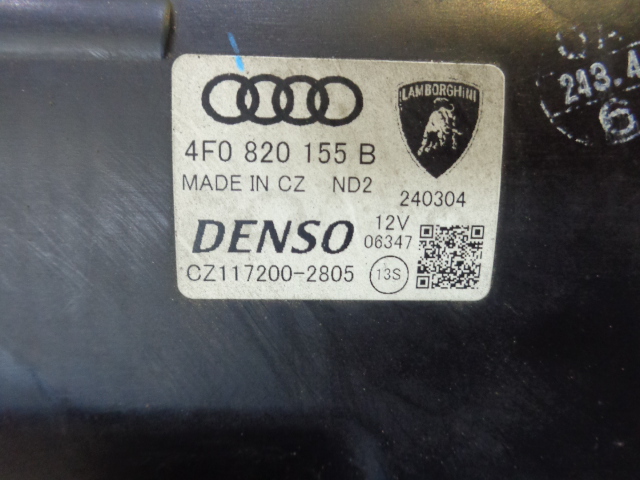 LAMBORGHINI
4F0 820 155 B
MADE IN CZ ND2
240304
DENSO
12V
06347
CZ117200-2805
13S
243.4
6